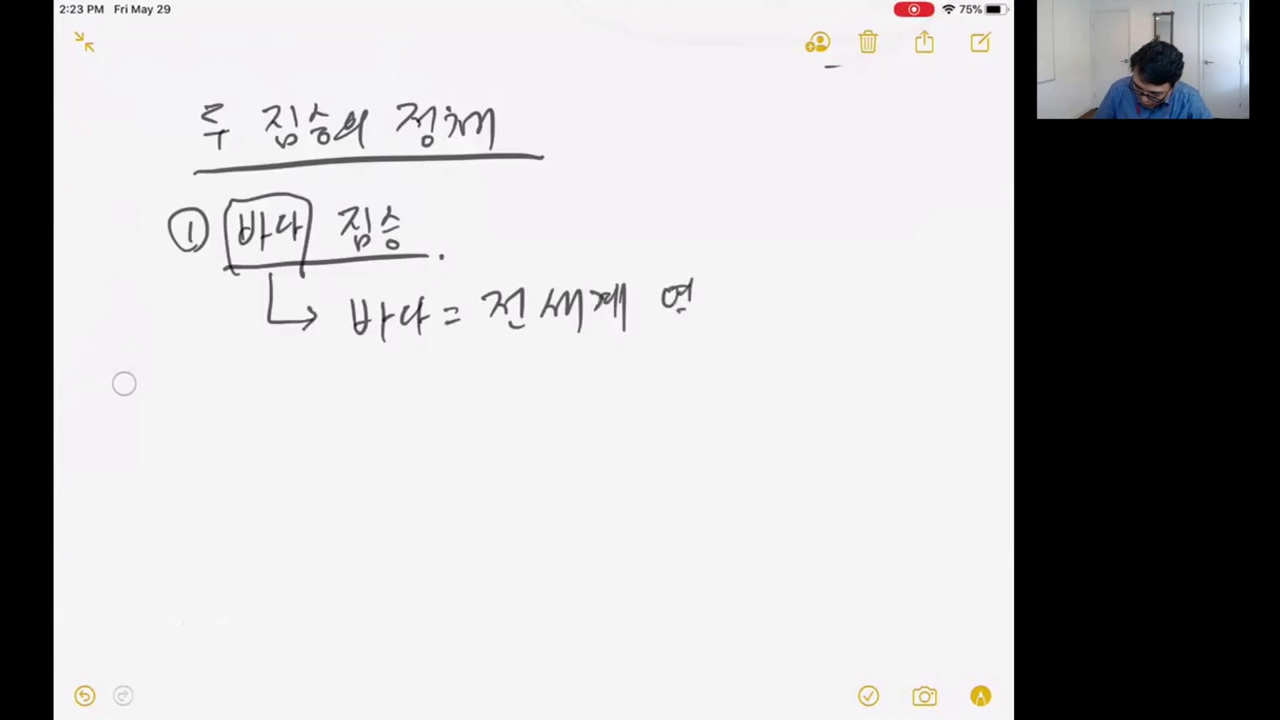 2:23 PM Fri May 29
75%
두 짐승의 정체
① 바다 짐승.
바다 = 전세계 연